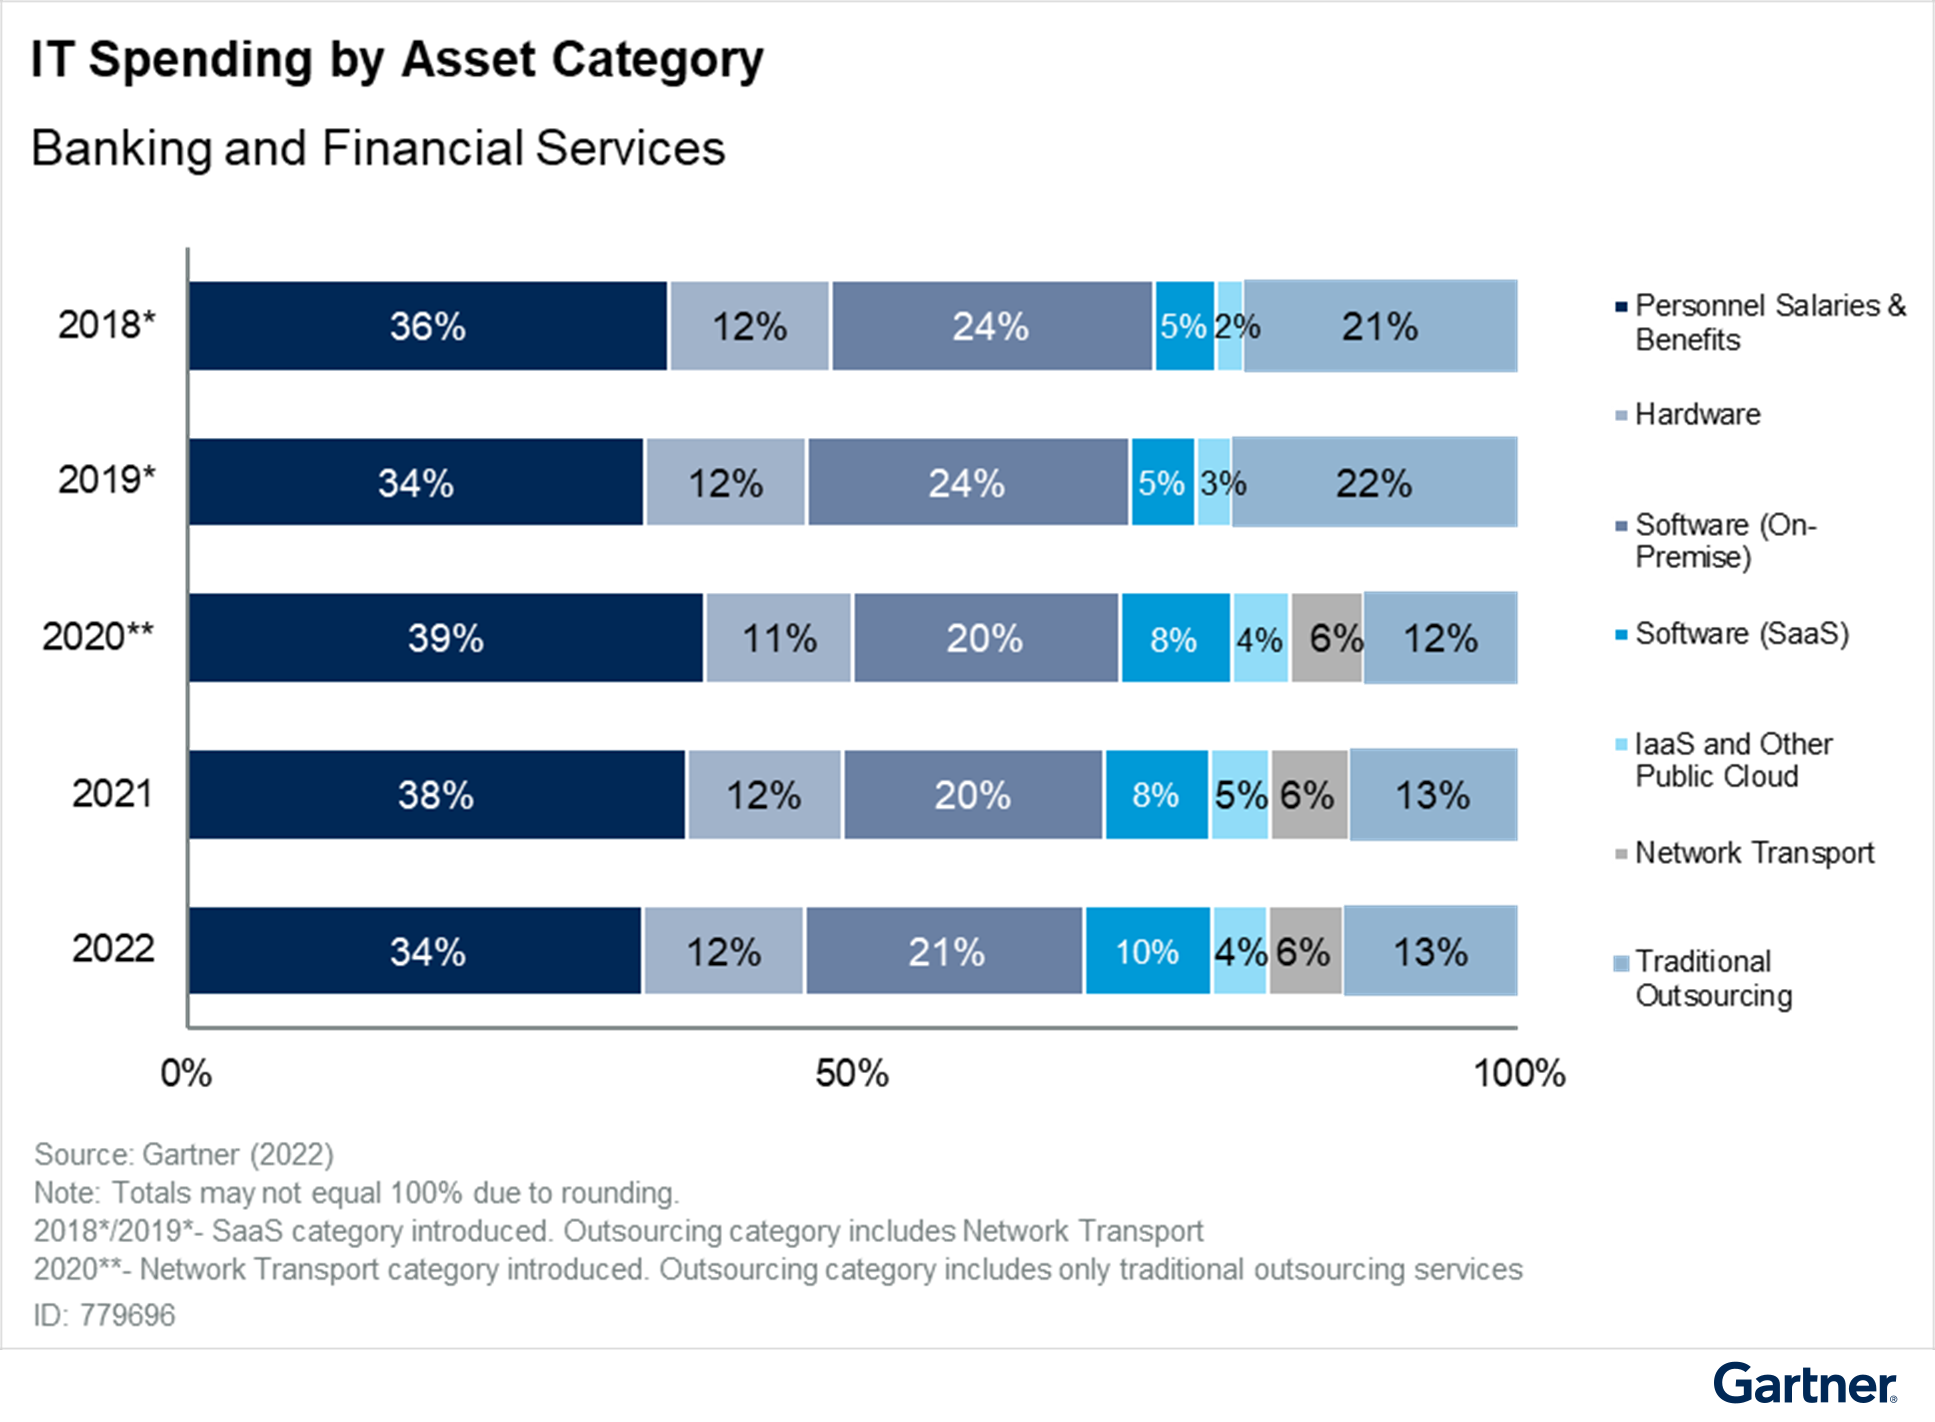 IT Spending by Asset Category
Banking and Financial Services
2018* 36% 12% 24% 5% 2% 21%
2019* 34% 12% 24% 5% 3% 22%
2020** 39% 11% 20% 8% 4% 6% 12%
2021 38% 12% 20% 8% 5% 6% 13%
2022 34% 12% 21% 10% 4% 6% 13%
0% 50% 100%
Personnel Salaries &
Benefits
Hardware
Software (On-
Premise)
Software (SaaS)
IaaS and Other
Public Cloud
Network Transport
Traditional
Outsourcing
Source: Gartner (2022)
Note: Totals may not equal 100% due to rounding.
2018*/2019*- SaaS category introduced. Outsourcing category includes Network Transport
2020**- Network Transport category introduced. Outsourcing category includes only traditional outsourcing services
ID: 779696
Gartner®